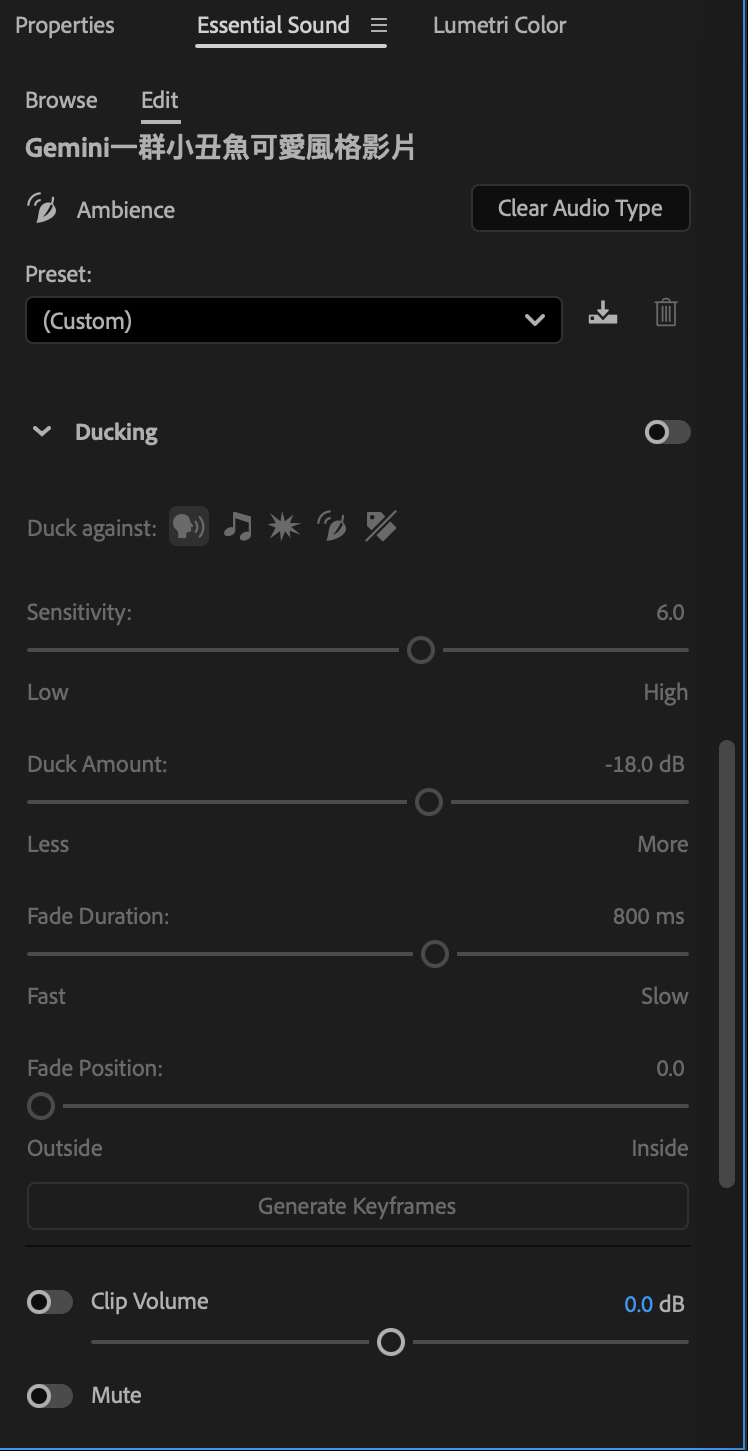 Properties Essential Sound Lumetri Color
Browse Edit
Gemini一群小丑魚可愛風格影片
Ambience Clear Audio Type
Preset:
(Custom)
Ducking
Duck against:
Sensitivity: 6.0
Low High
Duck Amount: -18.0 dB
Less More
Fade Duration: 800 ms
Fast Slow
Fade Position: 0.0
Outside Inside
Generate Keyframes
Clip Volume 0.0 dB
Mute